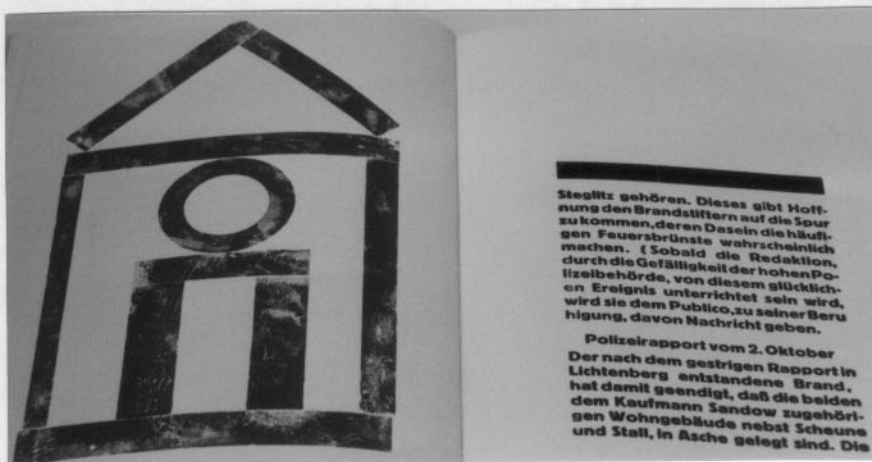 Steglitz gehören. Dieses gibt Hoff-
nung den Brandstiftern auf die Spur
zu kommen, deren Dasein die häufi-
gen Feuersbrünste wahrscheinlich
machen. (Sobald die Redaktion,
durch die Gefälligkeit der hohen Po-
lizeibehörde, von diesem glücklich-
en Ereignis unterrichtet sein wird,
wird sie dem Publico, zu seiner Beru
higung, davon Nachricht geben.
Polizeirapport vom 2. Oktober
Der nach dem gestrigen Rapport in
Lichtenberg entstandene Brand,
hat damit geendigt, daß die beiden
dem Kaufmann Sandow zugehöri-
gen Wohngebäude nebst Scheune
und Stall, in Asche gelegt sind. Die